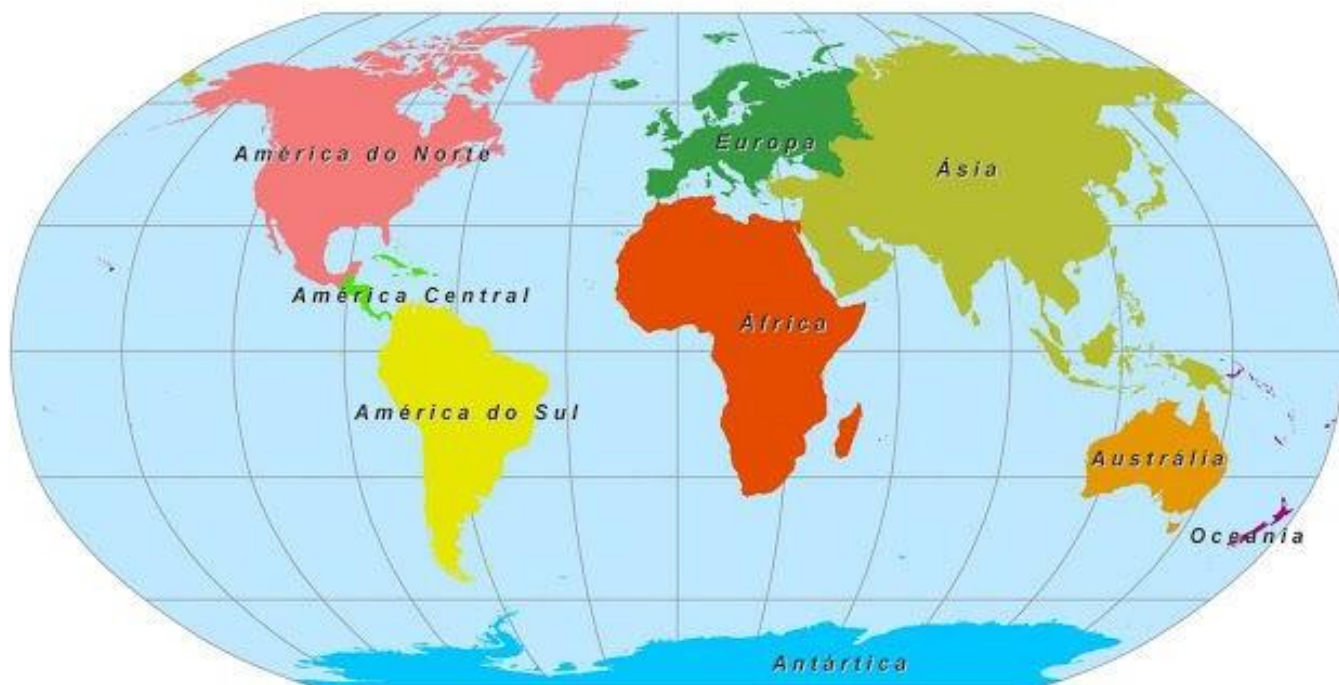 América do Norte
Europa
Ásia
América Central
África
América do Sul
Austrália
Oceania
Antártica